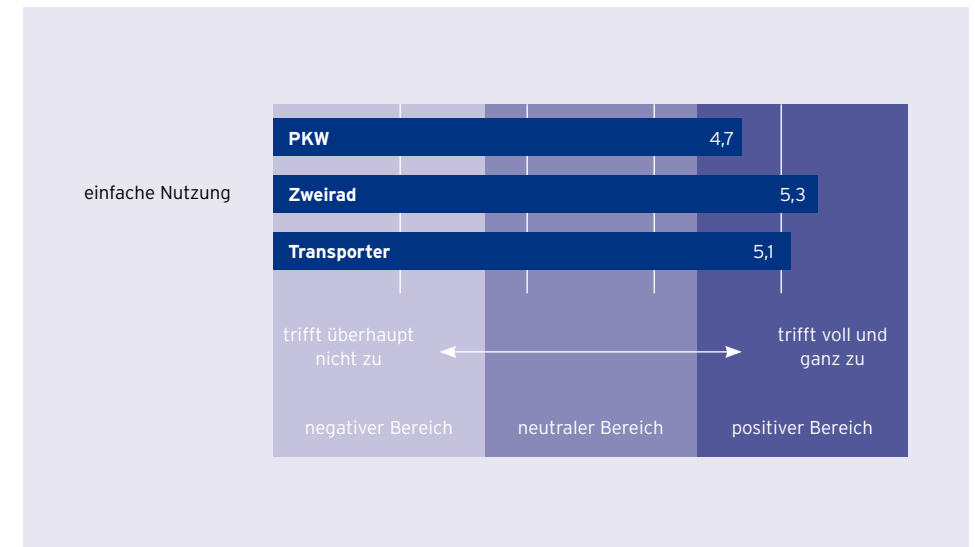 PKW 4,7
einfache Nutzung
Zweirad 5,3
Transporter 5,1
trifft überhaupt
nicht zu
trifft voll und
ganz zu
negativer Bereich
neutraler Bereich
positiver Bereich